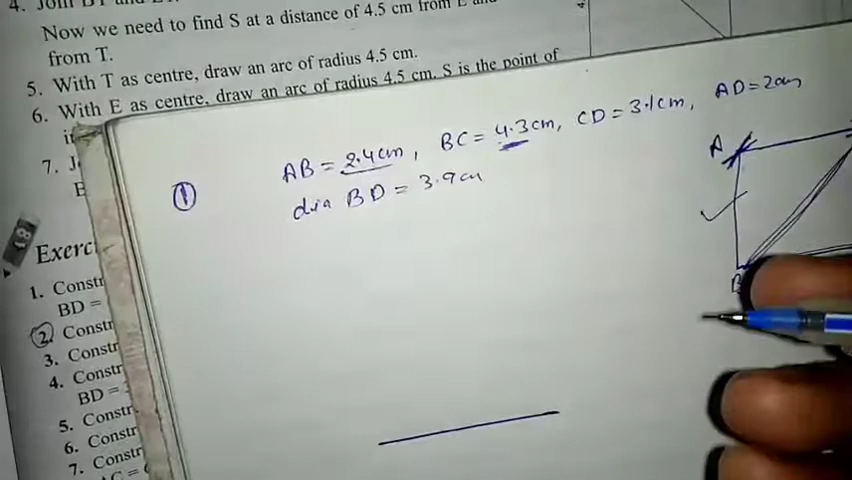 4. Join
Now we need to find S at a distance of 4.5 cm from E and
from T.
5. With T as centre, draw an arc of radius 4.5 cm.
6. With E as centre, draw an arc of radius 4.5 cm. S is the point of
7.
AB = 2.4cm, BC = 4.3cm, CD = 3.1cm, AD = 2cm
① dia BD = 3.9cm
A
B
Exerc
1. Constr
BD =
2. Constr
3. Constr
4. Constr
BD =
5. Constr
6. Constr
7. Constr
AC =